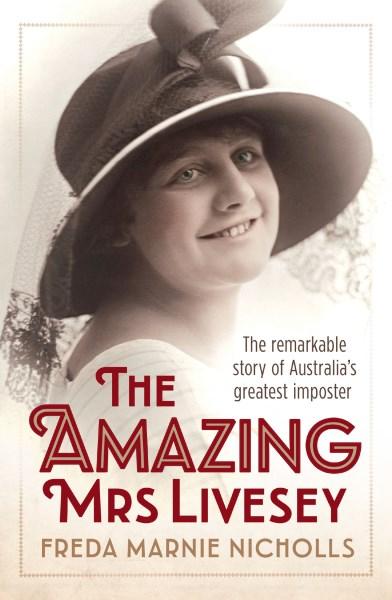 The remarkable
story of Australia's
greatest imposter
THE
AMAZING
MRS LIVESEY
FREDA MARNIE NICHOLLS